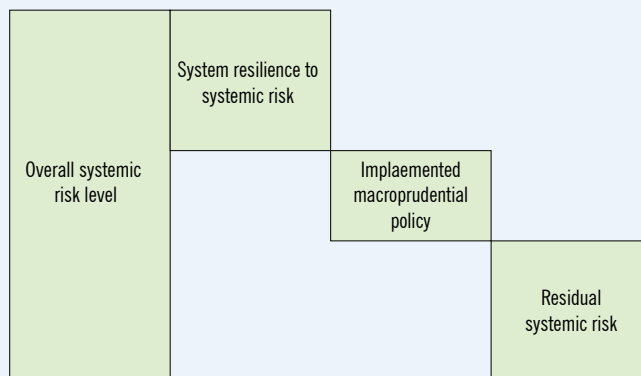 Overall systemic
risk level
System resilience to
systemic risk
Implaemented
macroprudential
policy
Residual
systemic risk